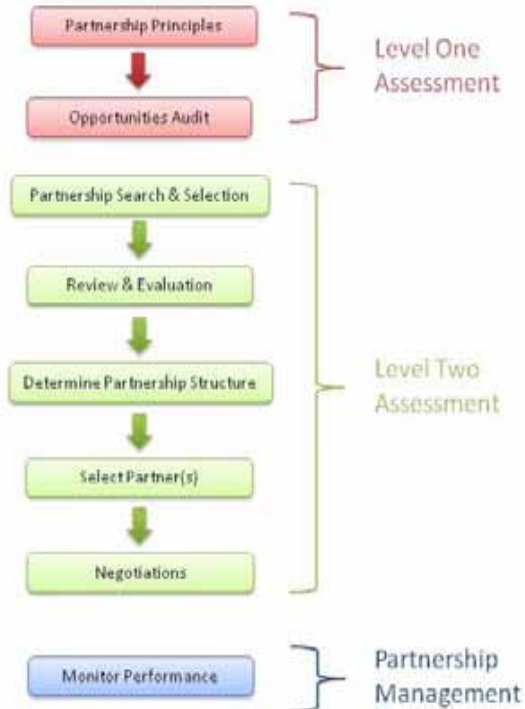 Partnership Principles
Opportunities Audit
Level One
Assessment
Partnership Search & Selection
Review & Evaluation
Determine Partnership Structure
Select Partner(s)
Negotiations
Level Two
Assessment
Monitor Performance
Partnership
Management